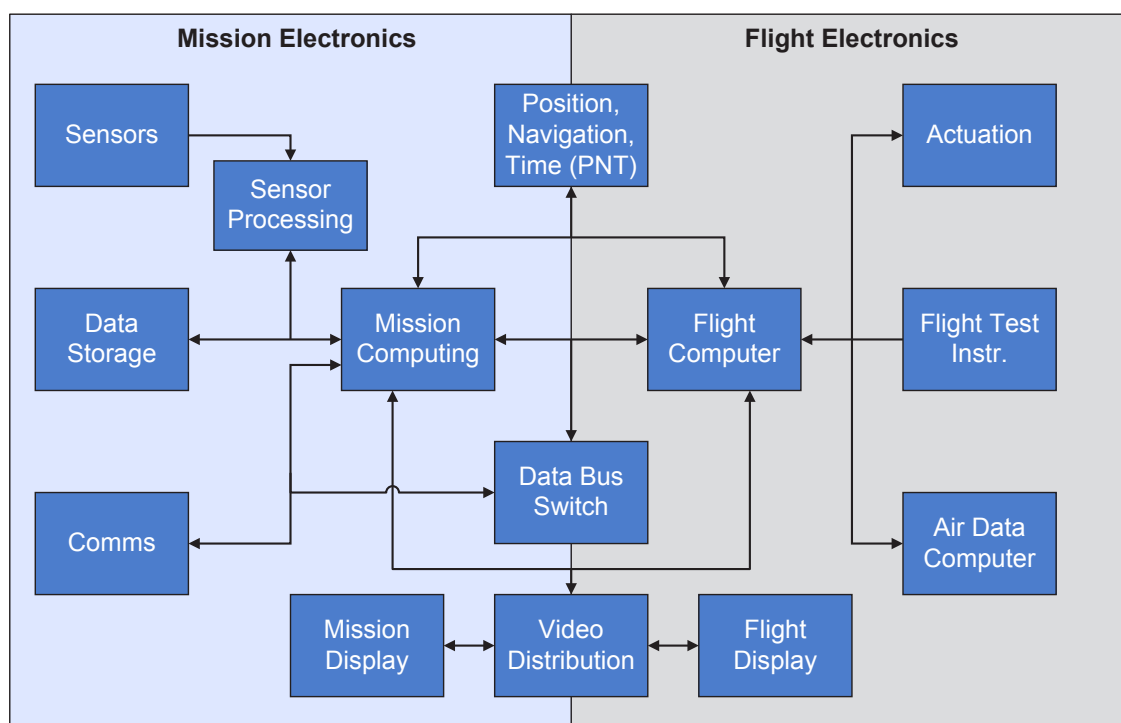 Mission Electronics
Flight Electronics
Sensors
Position,
Navigation,
Time (PNT)
Actuation
Sensor
Processing
Data
Storage
Mission
Computing
Flight
Computer
Flight Test
Instr.
Data Bus
Switch
Comms
Air Data
Computer
Mission
Display
Video
Distribution
Flight
Display